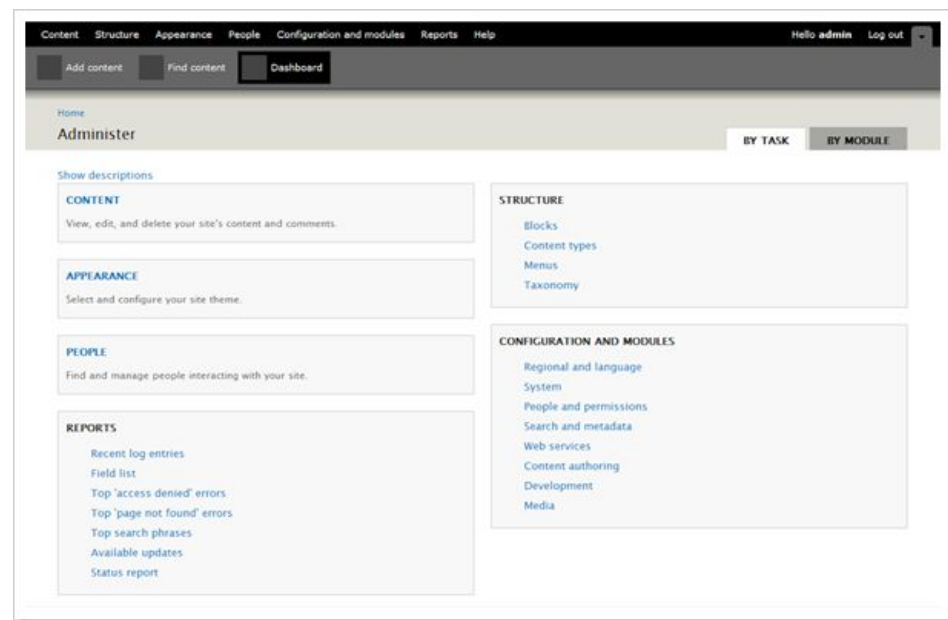 Content Structure Appearance People Configuration and modules Reports Help Hello admin Log out
Add content Find content Dashboard
Home
Administer
BY TASK BY MODULE
Show descriptions
CONTENT
View, edit, and delete your site's content and comments.
APPEARANCE
Select and configure your site theme.
PEOPLE
Find and manage people interacting with your site.
REPORTS
Recent log entries
Field list
Top 'access denied' errors
Top 'page not found' errors
Top search phrases
Available updates
Status report
STRUCTURE
Blocks
Content types
Menus
Taxonomy
CONFIGURATION AND MODULES
Regional and language
System
People and permissions
Search and metadata
Web services
Content authoring
Development
Media